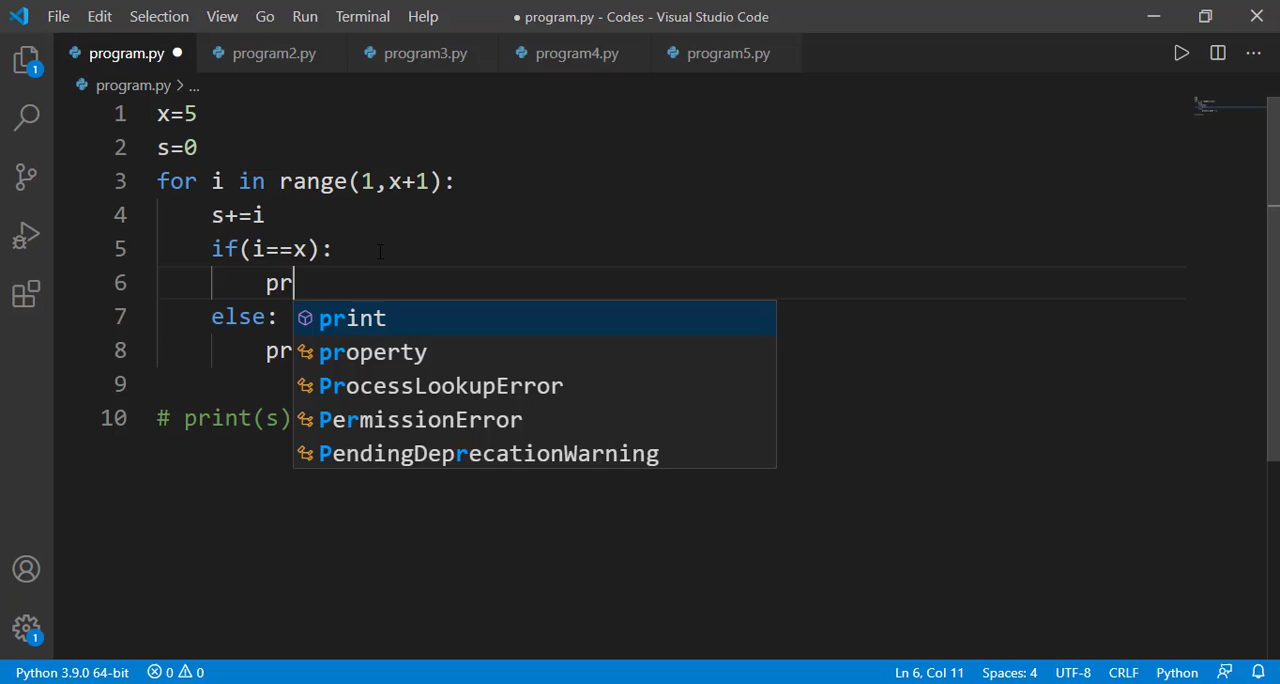 File Edit Selection View Go Run Terminal Help ● program.py - Codes - Visual Studio Code
program.py program2.py program3.py program4.py program5.py
program.py > ...
1 x=5
2 s=0
3 for i in range(1,x+1):
4 s+=i
5 if(i==x):
6 pr
7 else:
print
8 pr
property
9
ProcessLookupError
10 # print(s)
PermissionError
PendingDeprecationWarning
1
1
Python 3.9.0 64-bit 0 0 Ln 6, Col 11 Spaces: 4 UTF-8 CRLF Python